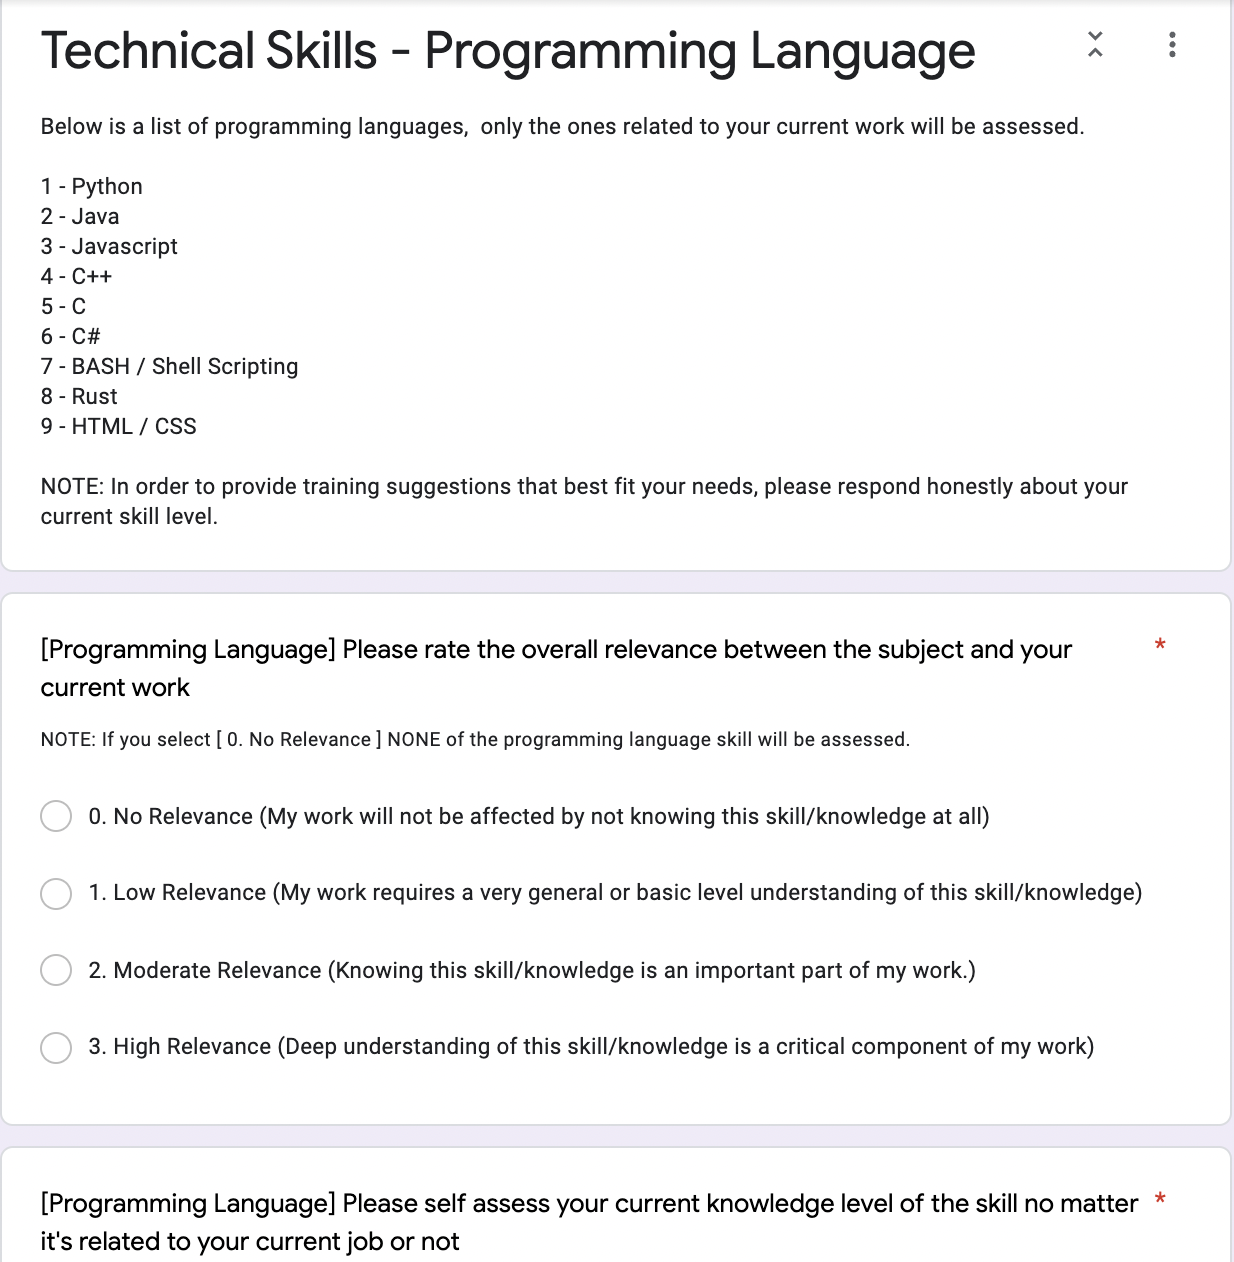 Technical Skills - Programming Language
Below is a list of programming languages,  only the ones related to your current work will be assessed.
1 - Python
2 - Java
3 - Javascript
4 - C++
5 - C
6 - C#
7 - BASH / Shell Scripting
8 - Rust
9 - HTML / CSS
NOTE: In order to provide training suggestions that best fit your needs, please respond honestly about your
current skill level.
[Programming Language] Please rate the overall relevance between the subject and your *
current work
NOTE: If you select [ 0. No Relevance ] NONE of the programming language skill will be assessed.
0. No Relevance (My work will not be affected by not knowing this skill/knowledge at all)
1. Low Relevance (My work requires a very general or basic level understanding of this skill/knowledge)
2. Moderate Relevance (Knowing this skill/knowledge is an important part of my work.)
3. High Relevance (Deep understanding of this skill/knowledge is a critical component of my work)
[Programming Language] Please self assess your current knowledge level of the skill no matter *
it's related to your current job or not